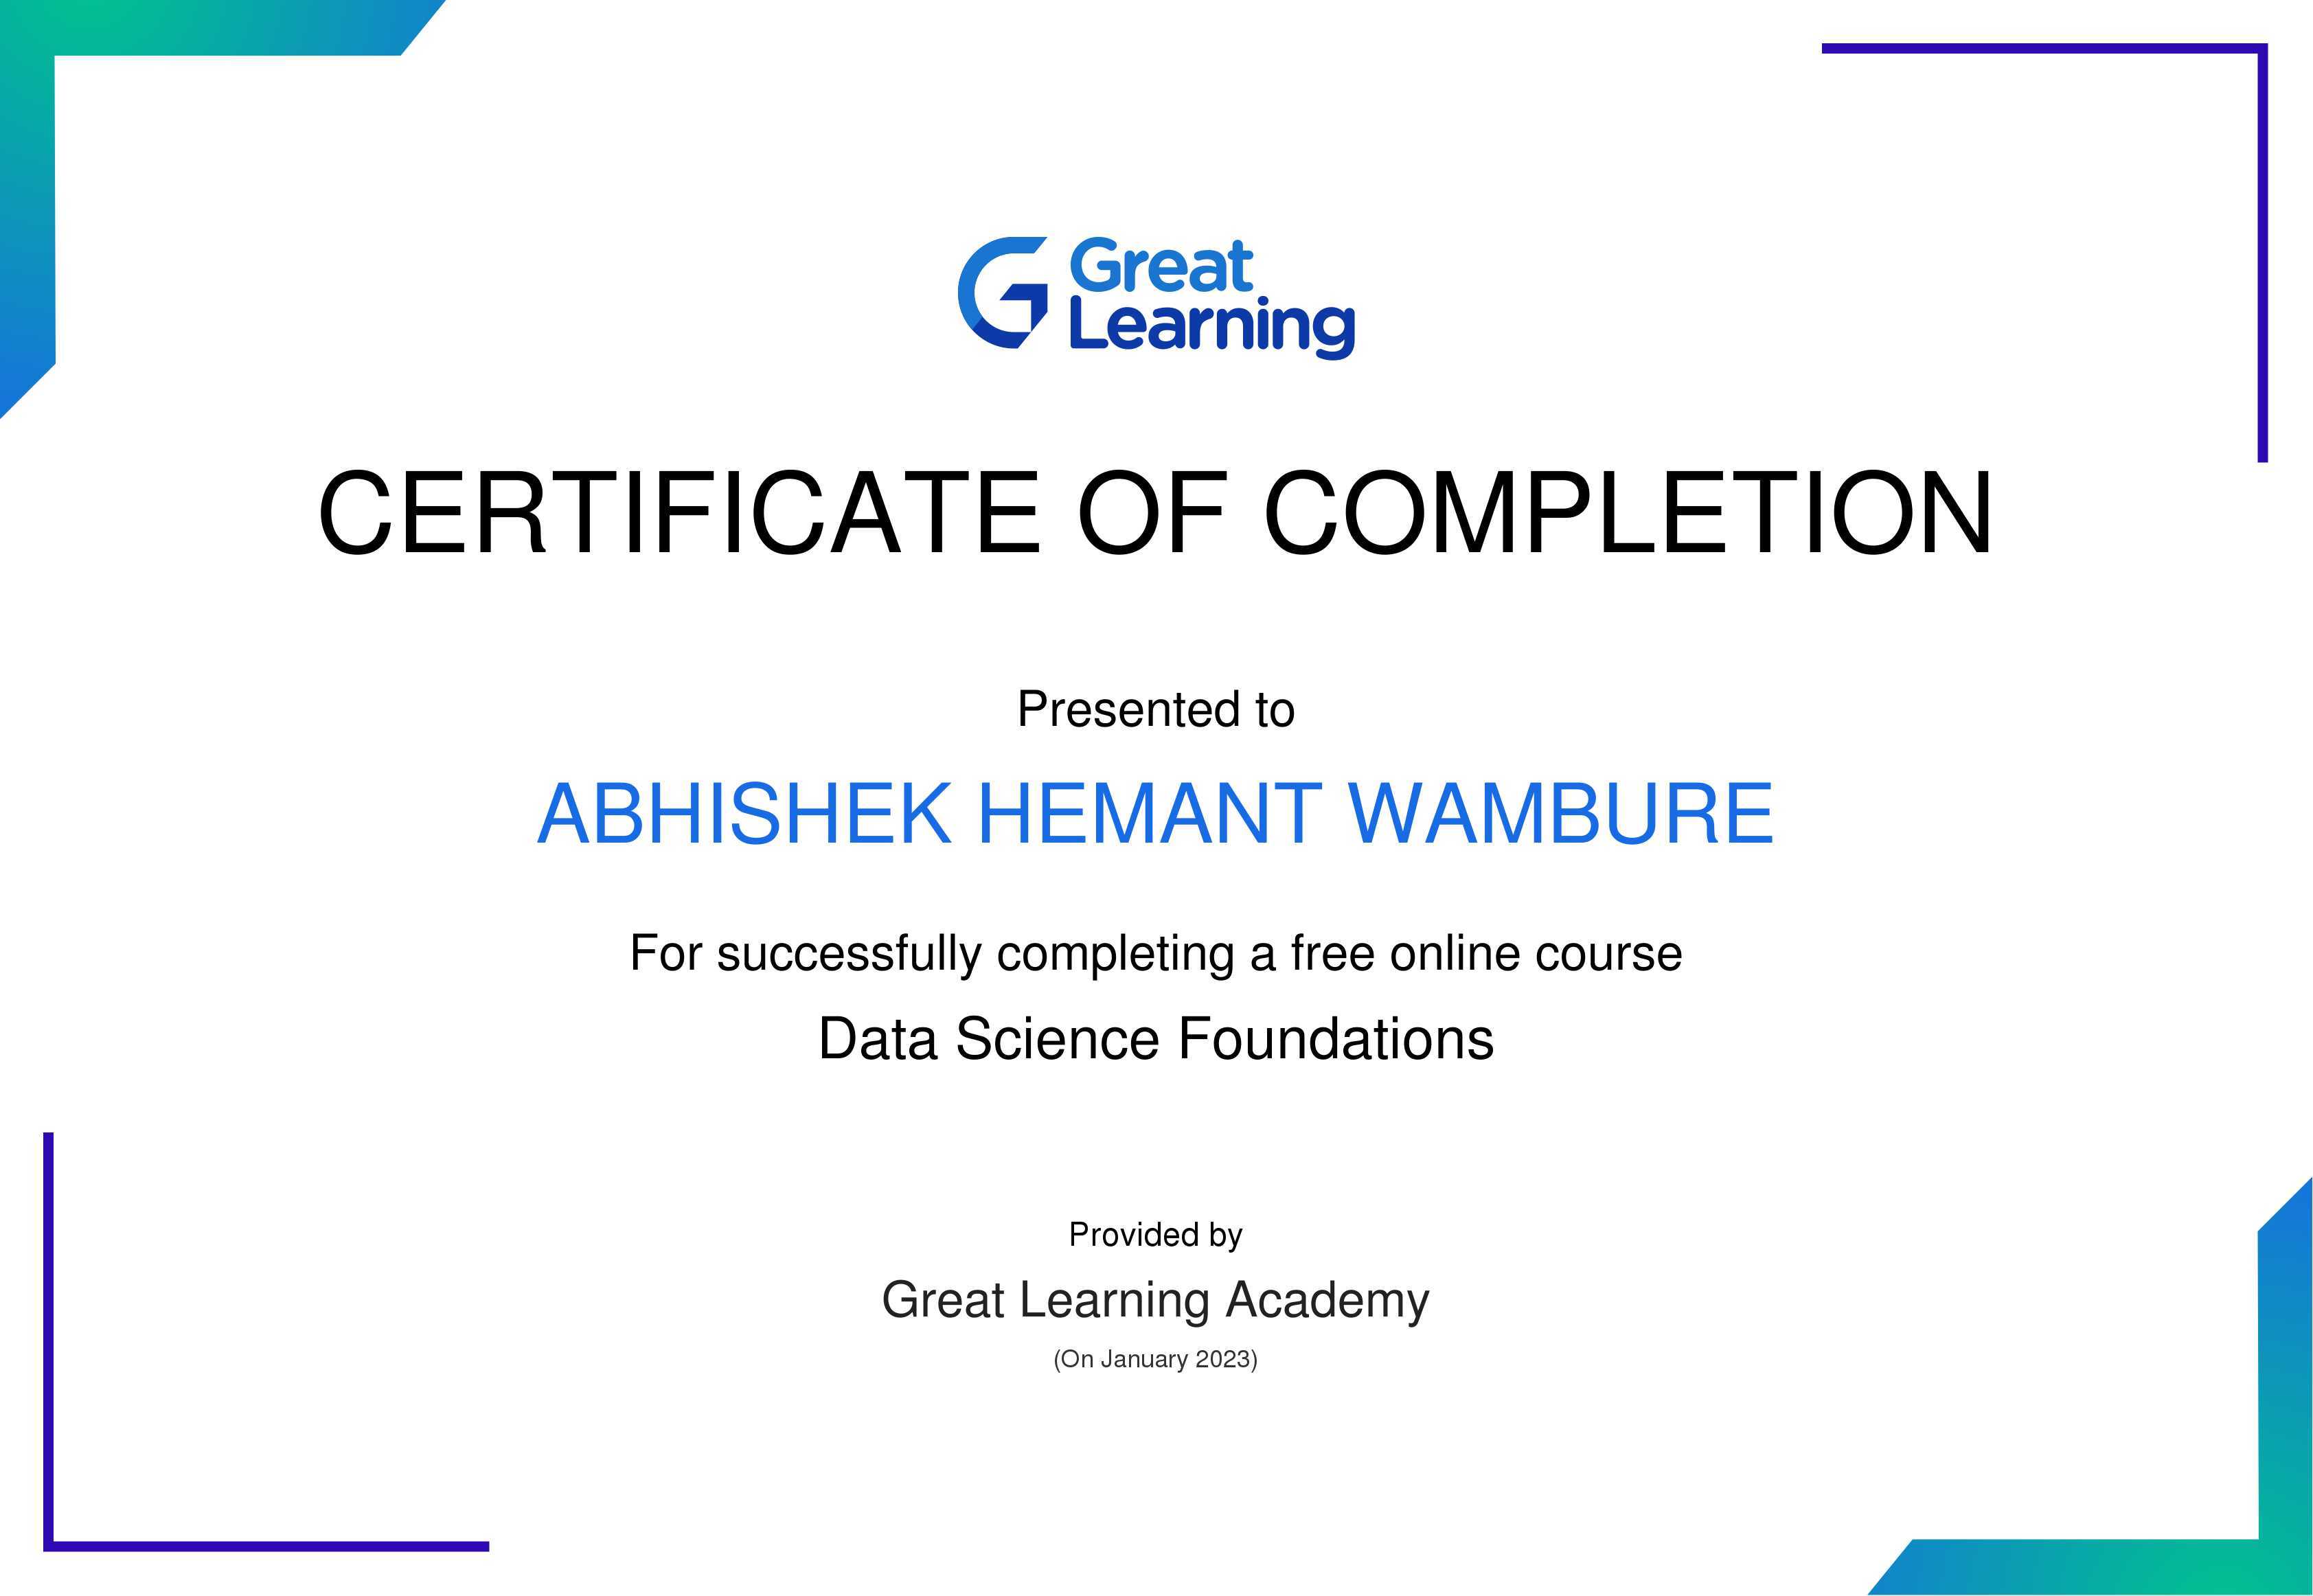 Great
Learning
CERTIFICATE OF COMPLETION
Presented to
ABHISHEK HEMANT WAMBURE
For successfully completing a free online course
Data Science Foundations
Provided by
Great Learning Academy
(On January 2023)